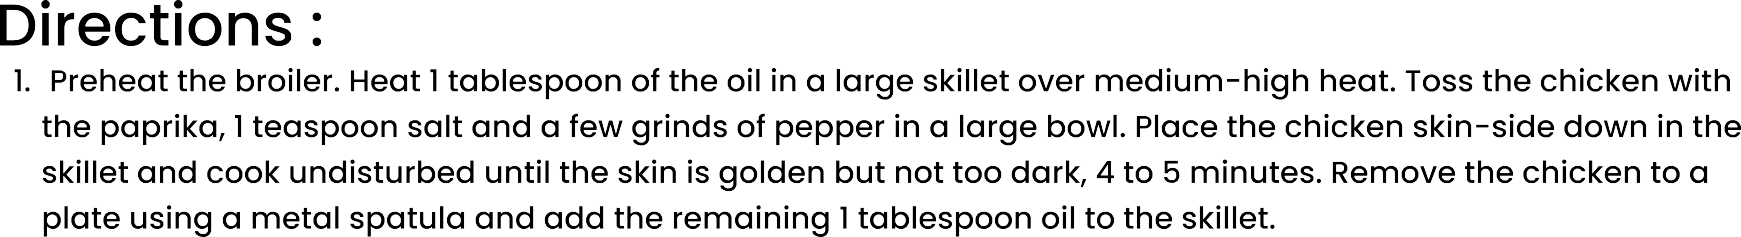 Directions :
1. Preheat the broiler. Heat 1 tablespoon of the oil in a large skillet over medium-high heat. Toss the chicken with
the paprika, 1 teaspoon salt and a few grinds of pepper in a large bowl. Place the chicken skin-side down in the
skillet and cook undisturbed until the skin is golden but not too dark, 4 to 5 minutes. Remove the chicken to a
plate using a metal spatula and add the remaining 1 tablespoon oil to the skillet.